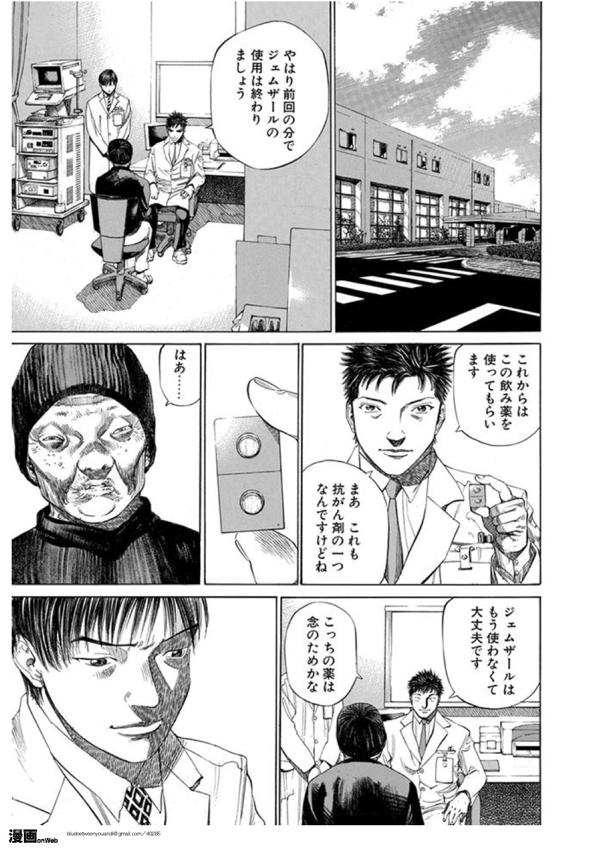 やはり前回の分で
ジェムザールの
使用は終わり
ましょう
これからは
この飲み薬を
使ってもらい
ます
まあ これも
抗がん剤の一つ
なんですけどね
はあ……
ジェムザールは
もう使わなくて
大丈夫です
こっちの薬は
念のためかな
漫画onWeb
bluebetweenyouandi@gmail.com/40285